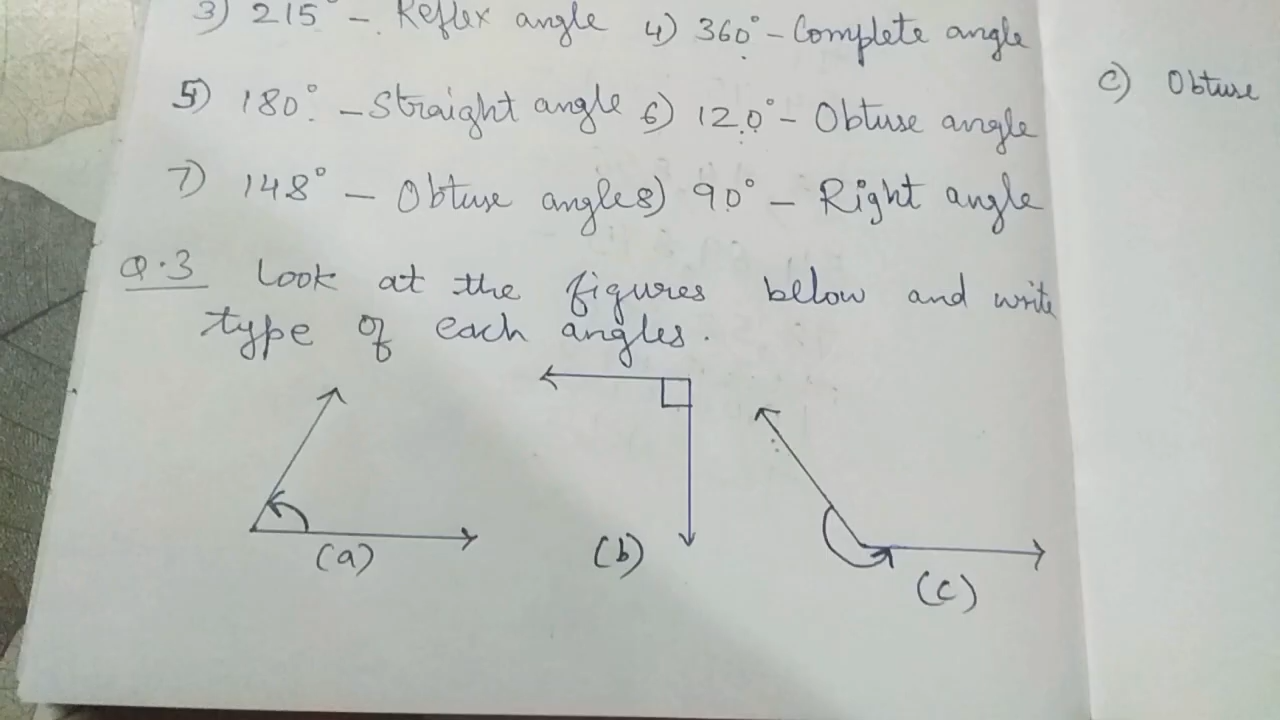 3) 215° - Reflex angle 4) 360° - Complete angle
5) 180° - Straight angle 6) 120° - Obtuse angle
7) 148° - Obtuse angle 8) 90° - Right angle
Q.3 Look at the figures below and write
type of each angles.
(a) (b) (c)
c) Obtuse